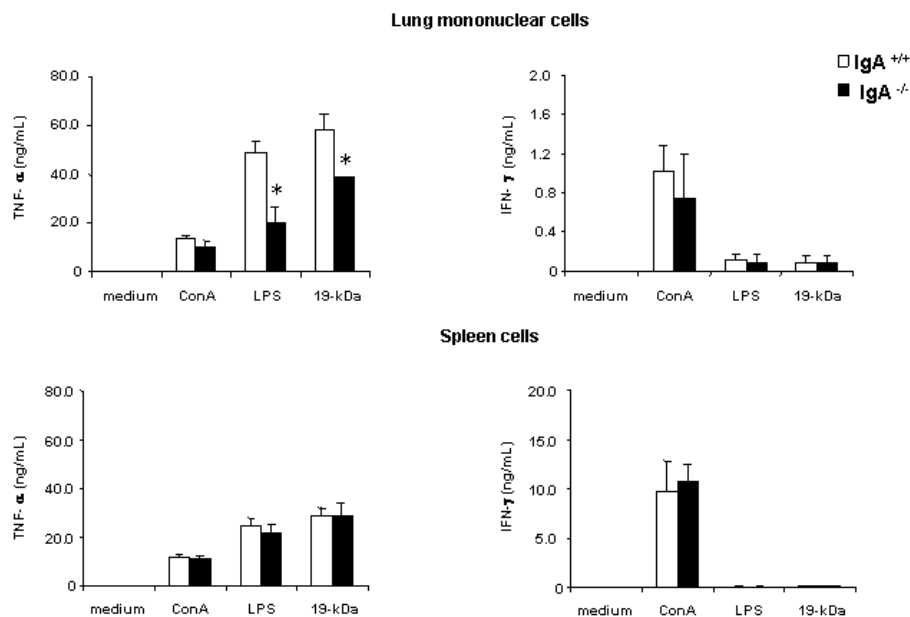 Lung mononuclear cells
IgA +/+
IgA -/-
TNF- α (ng/mL)
80.0
60.0
40.0
20.0
0
medium ConA LPS 19-kDa
* *
IFN- γ (ng/mL)
2.0
1.6
1.2
0.8
0.4
0
medium ConA LPS 19-kDa
Spleen cells
TNF- α (ng/mL)
80.0
60.0
40.0
20.0
0
medium ConA LPS 19-kDa
IFN-γ (ng/mL)
20.0
15.0
10.0
5.0
0
medium ConA LPS 19-kDa